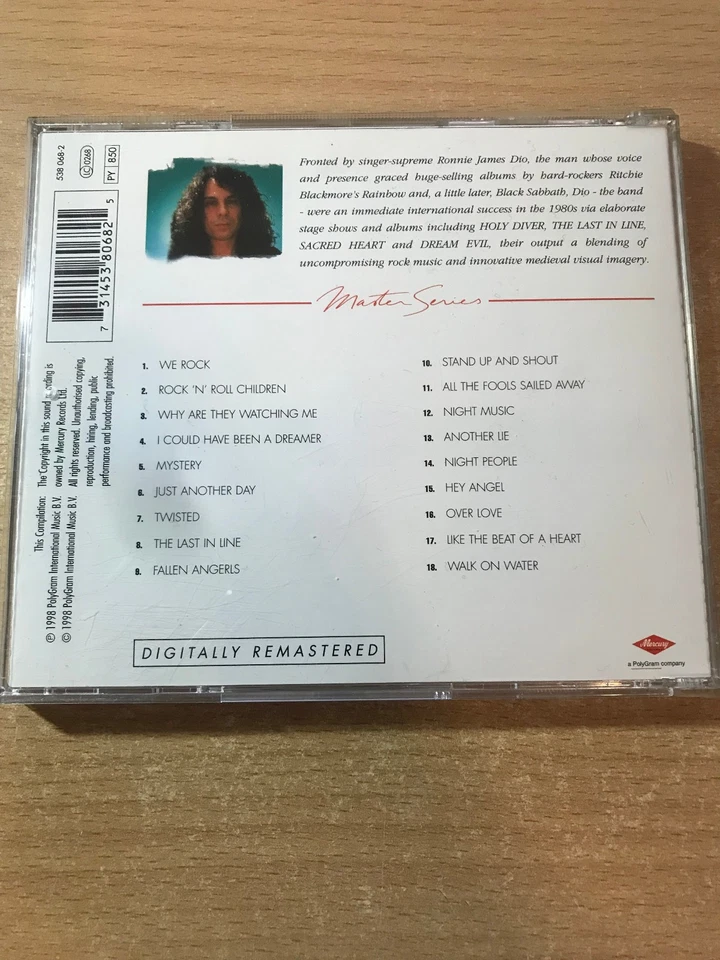 538 068-2
LC 0268
PY 850
7 31453 80682 5
Fronted by singer-supreme Ronnie James Dio, the man whose voice
and presence graced huge-selling albums by hard-rockers Ritchie
Blackmore's Rainbow and, a little later, Black Sabbath, Dio - the band
- were an immediate international success in the 1980s via elaborate
stage shows and albums including HOLY DIVER, THE LAST IN LINE,
SACRED HEART and DREAM EVIL, their output a blending of
uncompromising rock music and innovative medieval visual imagery.
Master Series
1. WE ROCK
2. ROCK 'N' ROLL CHILDREN
3. WHY ARE THEY WATCHING ME
4. I COULD HAVE BEEN A DREAMER
5. MYSTERY
6. JUST ANOTHER DAY
7. TWISTED
8. THE LAST IN LINE
9. FALLEN ANGERLS
10. STAND UP AND SHOUT
11. ALL THE FOOLS SAILED AWAY
12. NIGHT MUSIC
13. ANOTHER LIE
14. NIGHT PEOPLE
15. HEY ANGEL
16. OVER LOVE
17. LIKE THE BEAT OF A HEART
18. WALK ON WATER
This Compilation:
℗ 1998 PolyGram International Music B.V.
© 1998 PolyGram International Music B.V.
The Copyright in this sound is
owned by Mercury Records Ltd.
All rights reserved. Unauthorised copying,
reproduction, hiring, lending, public
performance and broadcasting prohibited.
DIGITALLY REMASTERED
Mercury
a PolyGram company